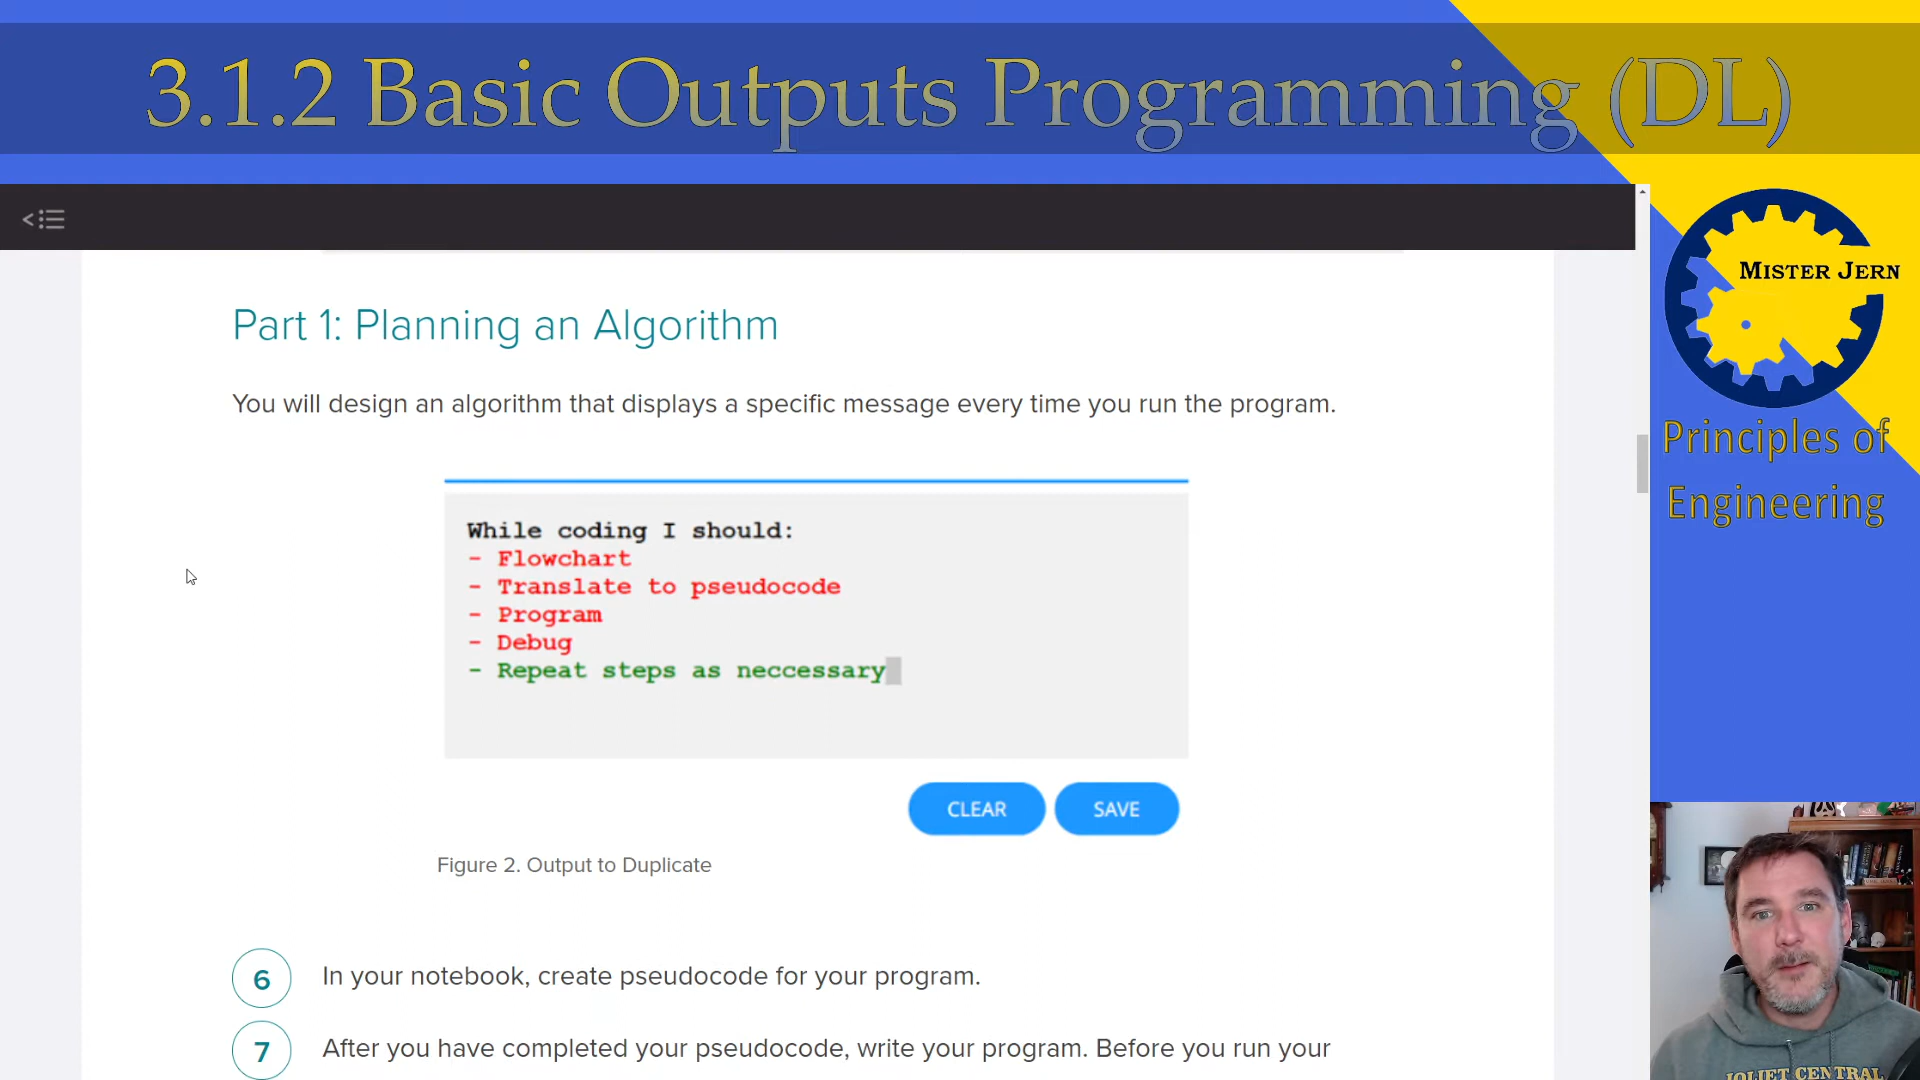 3.1.2 Basic Outputs Programming (DL)
MISTER JERN
Principles of
Engineering
Part 1: Planning an Algorithm
You will design an algorithm that displays a specific message every time you run the program.
While coding I should:
- Flowchart
- Translate to pseudocode
- Program
- Debug
- Repeat steps as neccessary
CLEAR
SAVE
Figure 2. Output to Duplicate
6 In your notebook, create pseudocode for your program.
7 After you have completed your pseudocode, write your program. Before you run your
JOLIET CENTRAL